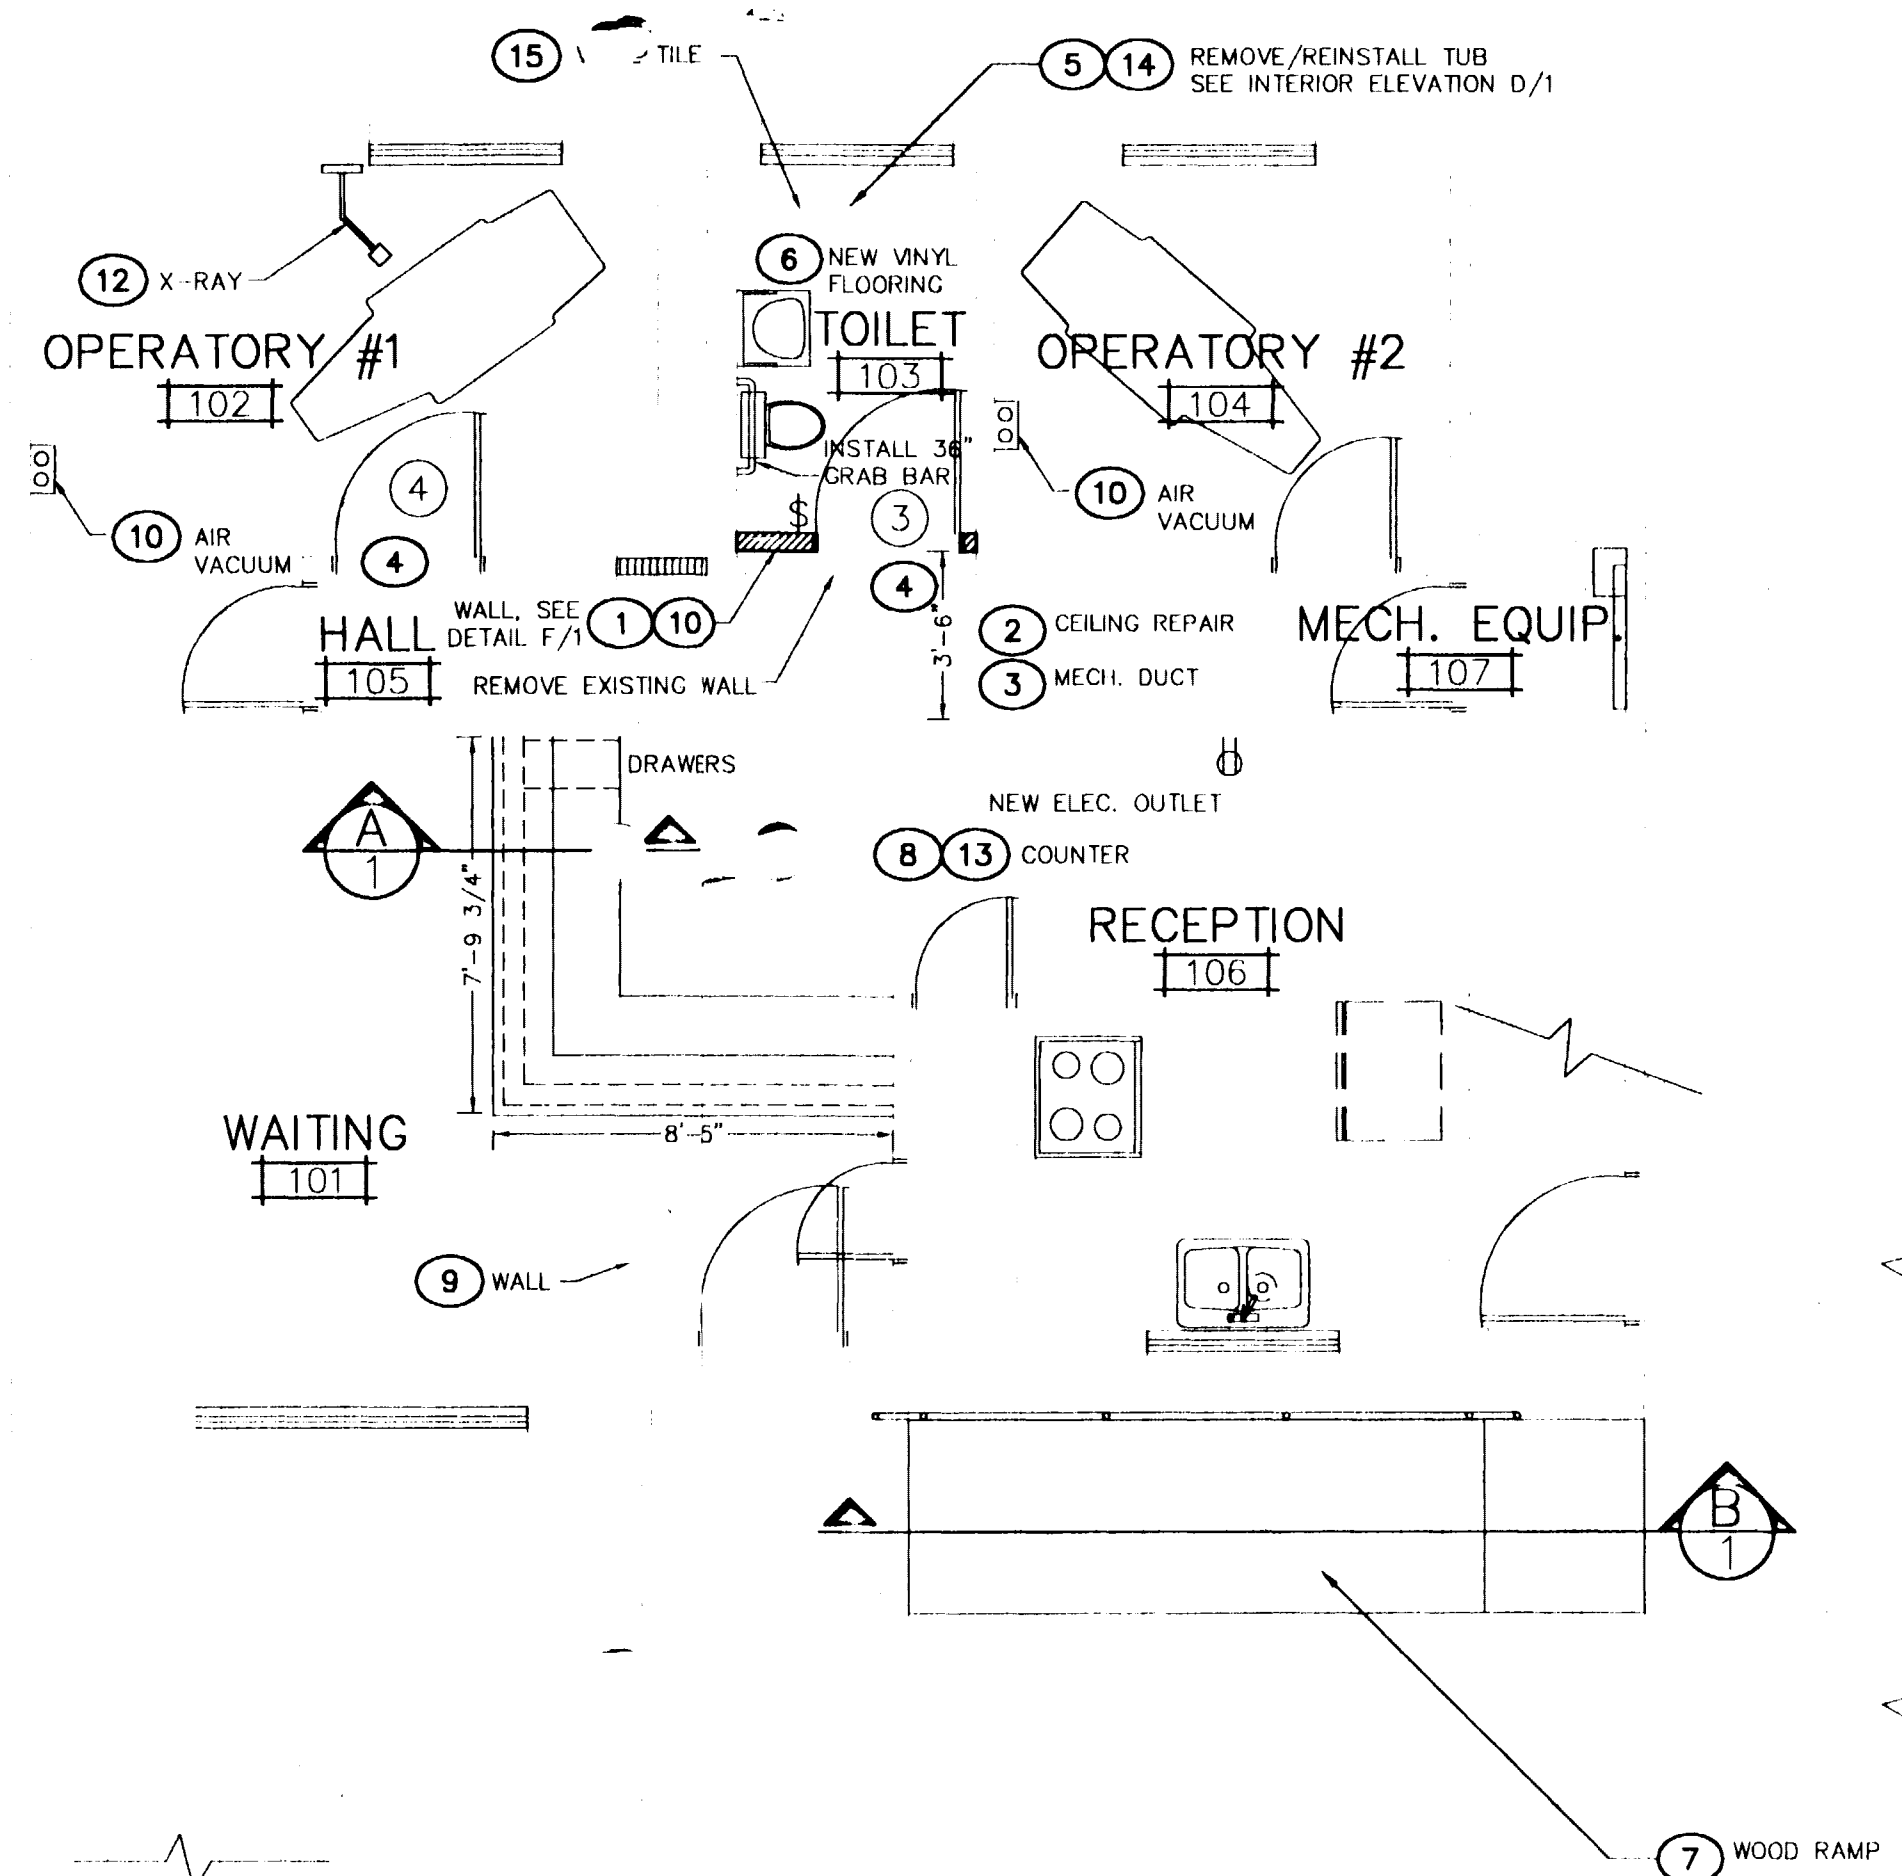 15 TILE
5 14 REMOVE/REINSTALL TUB
SEE INTERIOR ELEVATION D/1
12 X-RAY
6 NEW VINYL
FLOORING
OPERATORY #1
102
TOILET
103
OPERATORY #2
104
INSTALL 36"
GRAB BAR
4
$
3
10 AIR
VACUUM
10 AIR
VACUUM
4
4
HALL
105
WALL, SEE
DETAIL F/1
1 10
REMOVE EXISTING WALL
3'-6"
2 CEILING REPAIR
3 MECH. DUCT
MECH. EQUIP.
107
DRAWERS
A
1
7'-9 3/4"
NEW ELEC. OUTLET
8 13 COUNTER
RECEPTION
106
WAITING
101
8'-5"
9 WALL
B
1
7 WOOD RAMP